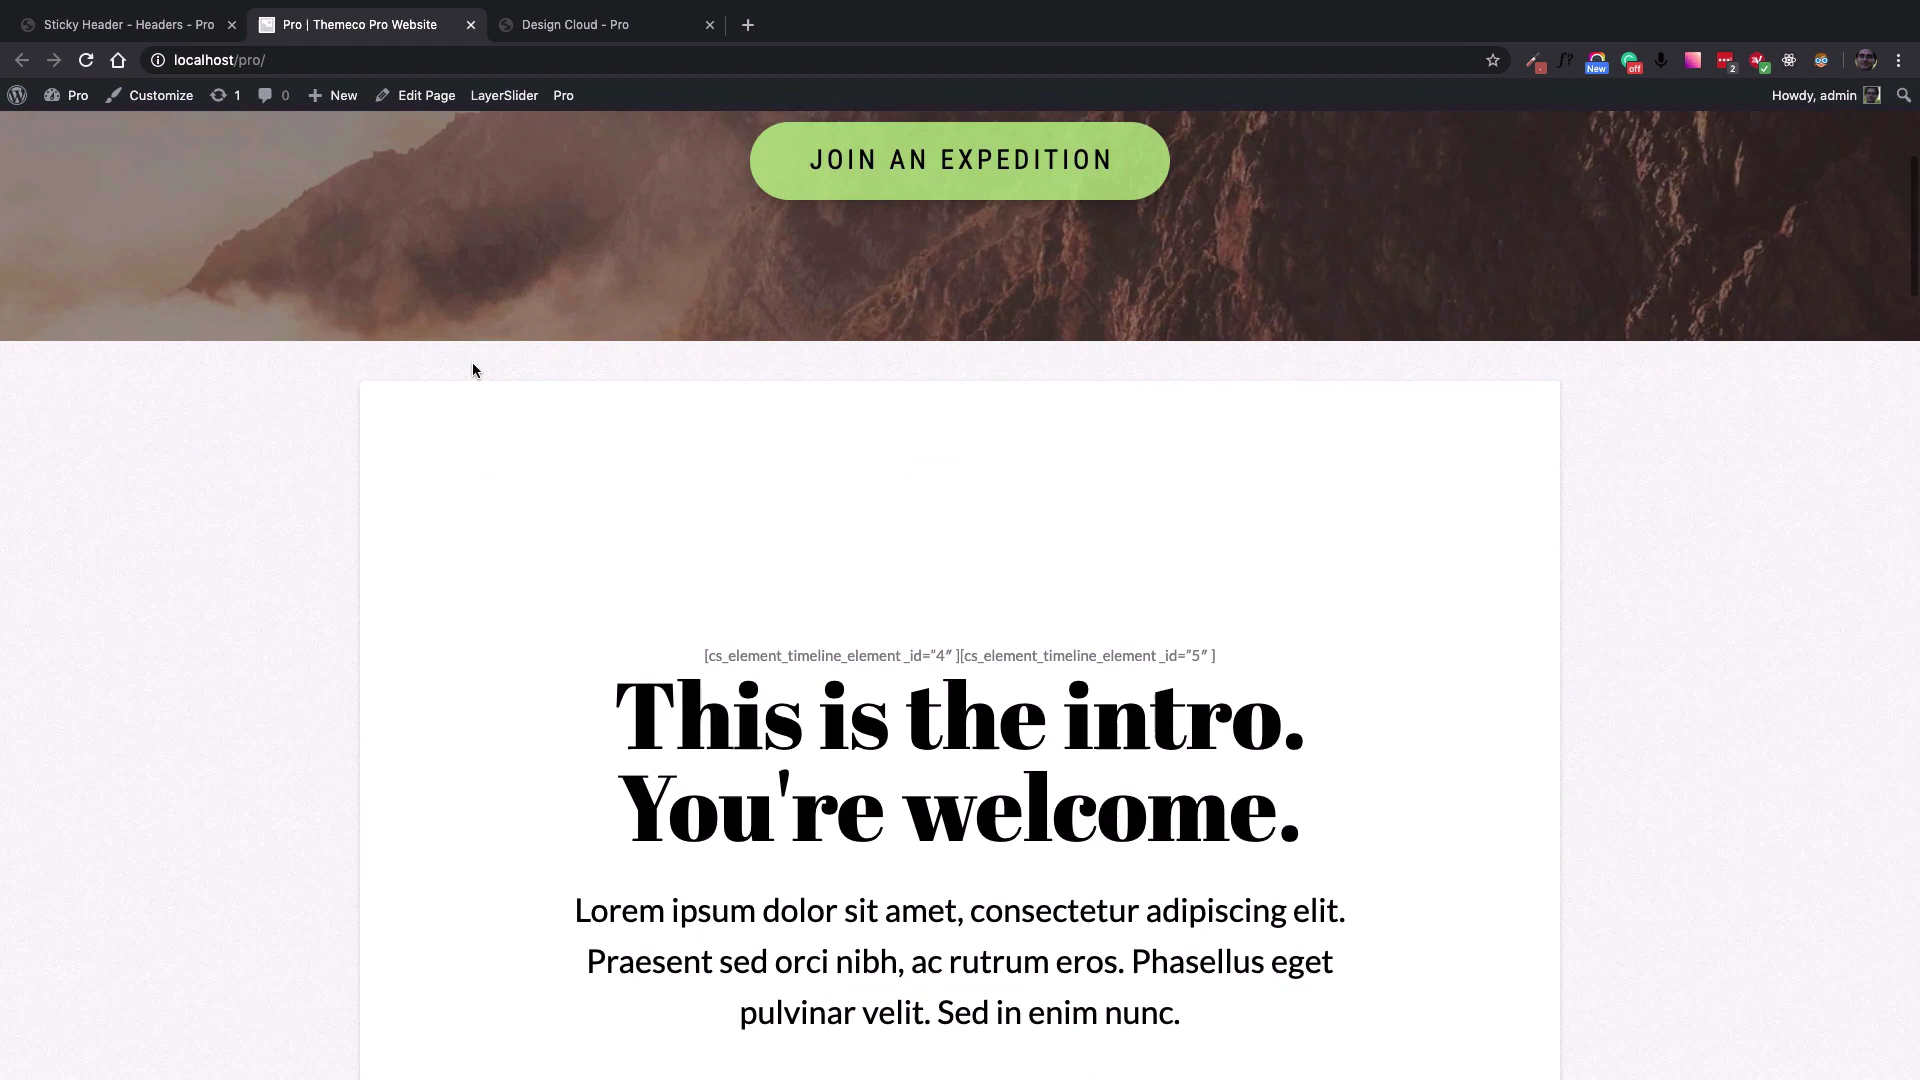 Sticky Header - Headers - Pro
Pro | Themeco Pro Website
Design Cloud - Pro
localhost/pro/
New
off
2
Pro
Customize
1
0
New
Edit Page
LayerSlider
Pro
Howdy, admin
JOIN AN EXPEDITION
[cs_element_timeline_element _id=”4″ ][cs_element_timeline_element _id=”5″ ]
This is the intro.
You're welcome.
Lorem ipsum dolor sit amet, consectetur adipiscing elit.
Praesent sed orci nibh, ac rutrum eros. Phasellus eget
pulvinar velit. Sed in enim nunc.